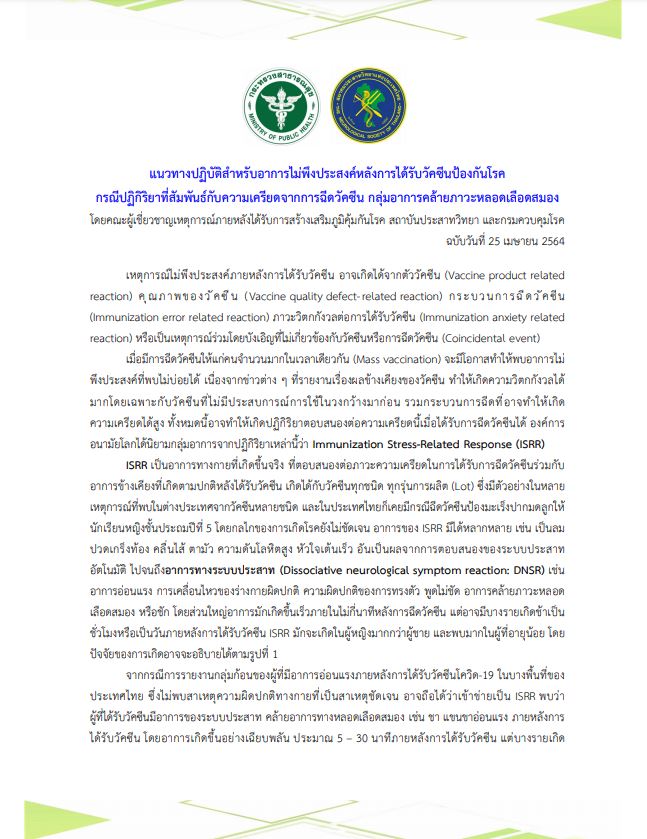 กระทรวงสาธารณสุข
MINISTRY OF PUBLIC HEALTH
สมาคมประสาทวิทยาแห่งประเทศไทย
NEUROLOGICAL SOCIETY OF THAILAND
แนวทางปฏิบัติสำหรับอาการไม่พึงประสงค์หลังการได้รับวัคซีนป้องกันโรค
กรณีปฏิกิริยาที่สัมพันธ์กับความเครียดจากการฉีดวัคซีน กลุ่มอาการคล้ายภาวะหลอดเลือดสมอง
โดยคณะผู้เชี่ยวชาญเหตุการณ์ภายหลังได้รับการสร้างเสริมภูมิคุ้มกันโรค สถาบันประสาทวิทยา และกรมควบคุมโรค
ฉบับวันที่ 25 เมษายน 2564
เหตุการณ์ไม่พึงประสงค์ภายหลังการได้รับวัคซีน อาจเกิดได้จากตัววัคซีน (Vaccine product related
reaction) คุณภาพของวัคซีน (Vaccine quality defect-related reaction) กระบวนการฉีดวัคซีน
(Immunization error related reaction) ภาวะวิตกกังวลต่อการได้รับวัคซีน (Immunization anxiety related
reaction) หรือเป็นเหตุการณ์ร่วมโดยบังเอิญที่ไม่เกี่ยวข้องกับวัคซีนหรือการฉีดวัคซีน (Coincidental event)
เมื่อมีการฉีดวัคซีนให้แก่คนจำนวนมากในเวลาเดียวกัน (Mass vaccination) จะมีโอกาสทำให้พบอาการไม่
พึงประสงค์ที่พบไม่บ่อยได้ เนื่องจากข่าวต่าง ๆ ที่รายงานเรื่องผลข้างเคียงของวัคซีน ทำให้เกิดความวิตกกังวลได้
มากโดยเฉพาะกับวัคซีนที่ไม่มีประสบการณ์การใช้ในวงกว้างมาก่อน รวมกระบวนการฉีดที่อาจทำให้เกิด
ความเครียดได้สูง ทั้งหมดนี้อาจทำให้เกิดปฏิกิริยาตอบสนองต่อความเครียดนี้เมื่อได้รับการฉีดวัคซีนได้ องค์การ
อนามัยโลกได้นิยามกลุ่มอาการจากปฏิกิริยาเหล่านี้ว่า Immunization Stress-Related Response (ISRR)
ISRR เป็นอาการทางกายที่เกิดขึ้นจริง ที่ตอบสนองต่อภาวะความเครียดในการได้รับการฉีดวัคซีนร่วมกับ
อาการข้างเคียงที่เกิดตามปกติหลังได้รับวัคซีน เกิดได้กับวัคซีนทุกชนิด ทุกรุ่นการผลิต (Lot) ซึ่งมีตัวอย่างในหลาย
เหตุการณ์ที่พบในต่างประเทศจากวัคซีนหลายชนิด และในประเทศไทยก็เคยมีกรณีฉีดวัคซีนป้องมะเร็งปากมดลูกให้
นักเรียนหญิงชั้นประถมปีที่ 5 โดยกลไกของการเกิดโรคยังไม่ชัดเจน อาการของ ISRR มีได้หลากหลาย เช่น เป็นลม
ปวดเกร็งท้อง คลื่นไส้ ตามัว ความดันโลหิตสูง หัวใจเต้นเร็ว อันเป็นผลจากการตอบสนองของระบบประสาท
อัตโนมัติ ไปจนถึงอาการทางระบบประสาท (Dissociative neurological symptom reaction: DNSR) เช่น
อาการอ่อนแรง การเคลื่อนไหวของร่างกายผิดปกติ ความผิดปกติของการทรงตัว พูดไม่ชัด อาการคล้ายภาวะหลอด
เลือดสมอง หรือชัก โดยส่วนใหญ่อาการมักเกิดขึ้นเร็วภายในไม่กี่นาทีหลังการฉีดวัคซีน แต่อาจมีบางรายเกิดช้าเป็น
ชั่วโมงหรือเป็นวันภายหลังการได้รับวัคซีน ISRR มักจะเกิดในผู้หญิงมากกว่าผู้ชาย และพบมากในผู้ที่อายุน้อย โดย
ปัจจัยของการเกิดอาจจะอธิบายได้ตามรูปที่ 1
จากกรณีการรายงานกลุ่มก้อนของผู้ที่มีอาการอ่อนแรงภายหลังการได้รับวัคซีนโควิด-19 ในบางพื้นที่ของ
ประเทศไทย ซึ่งไม่พบสาเหตุความผิดปกติทางกายที่เป็นสาเหตุชัดเจน อาจถือได้ว่าเข้าข่ายเป็น ISRR พบว่า
ผู้ที่ได้รับวัคซีนมีอาการของระบบประสาท คล้ายอาการทางหลอดเลือดสมอง เช่น ชา แขนขาอ่อนแรง ภายหลังการ
ได้รับวัคซีน โดยอาการเกิดขึ้นอย่างเฉียบพลัน ประมาณ 5 – 30 นาทีภายหลังการได้รับวัคซีน แต่บางรายเกิด